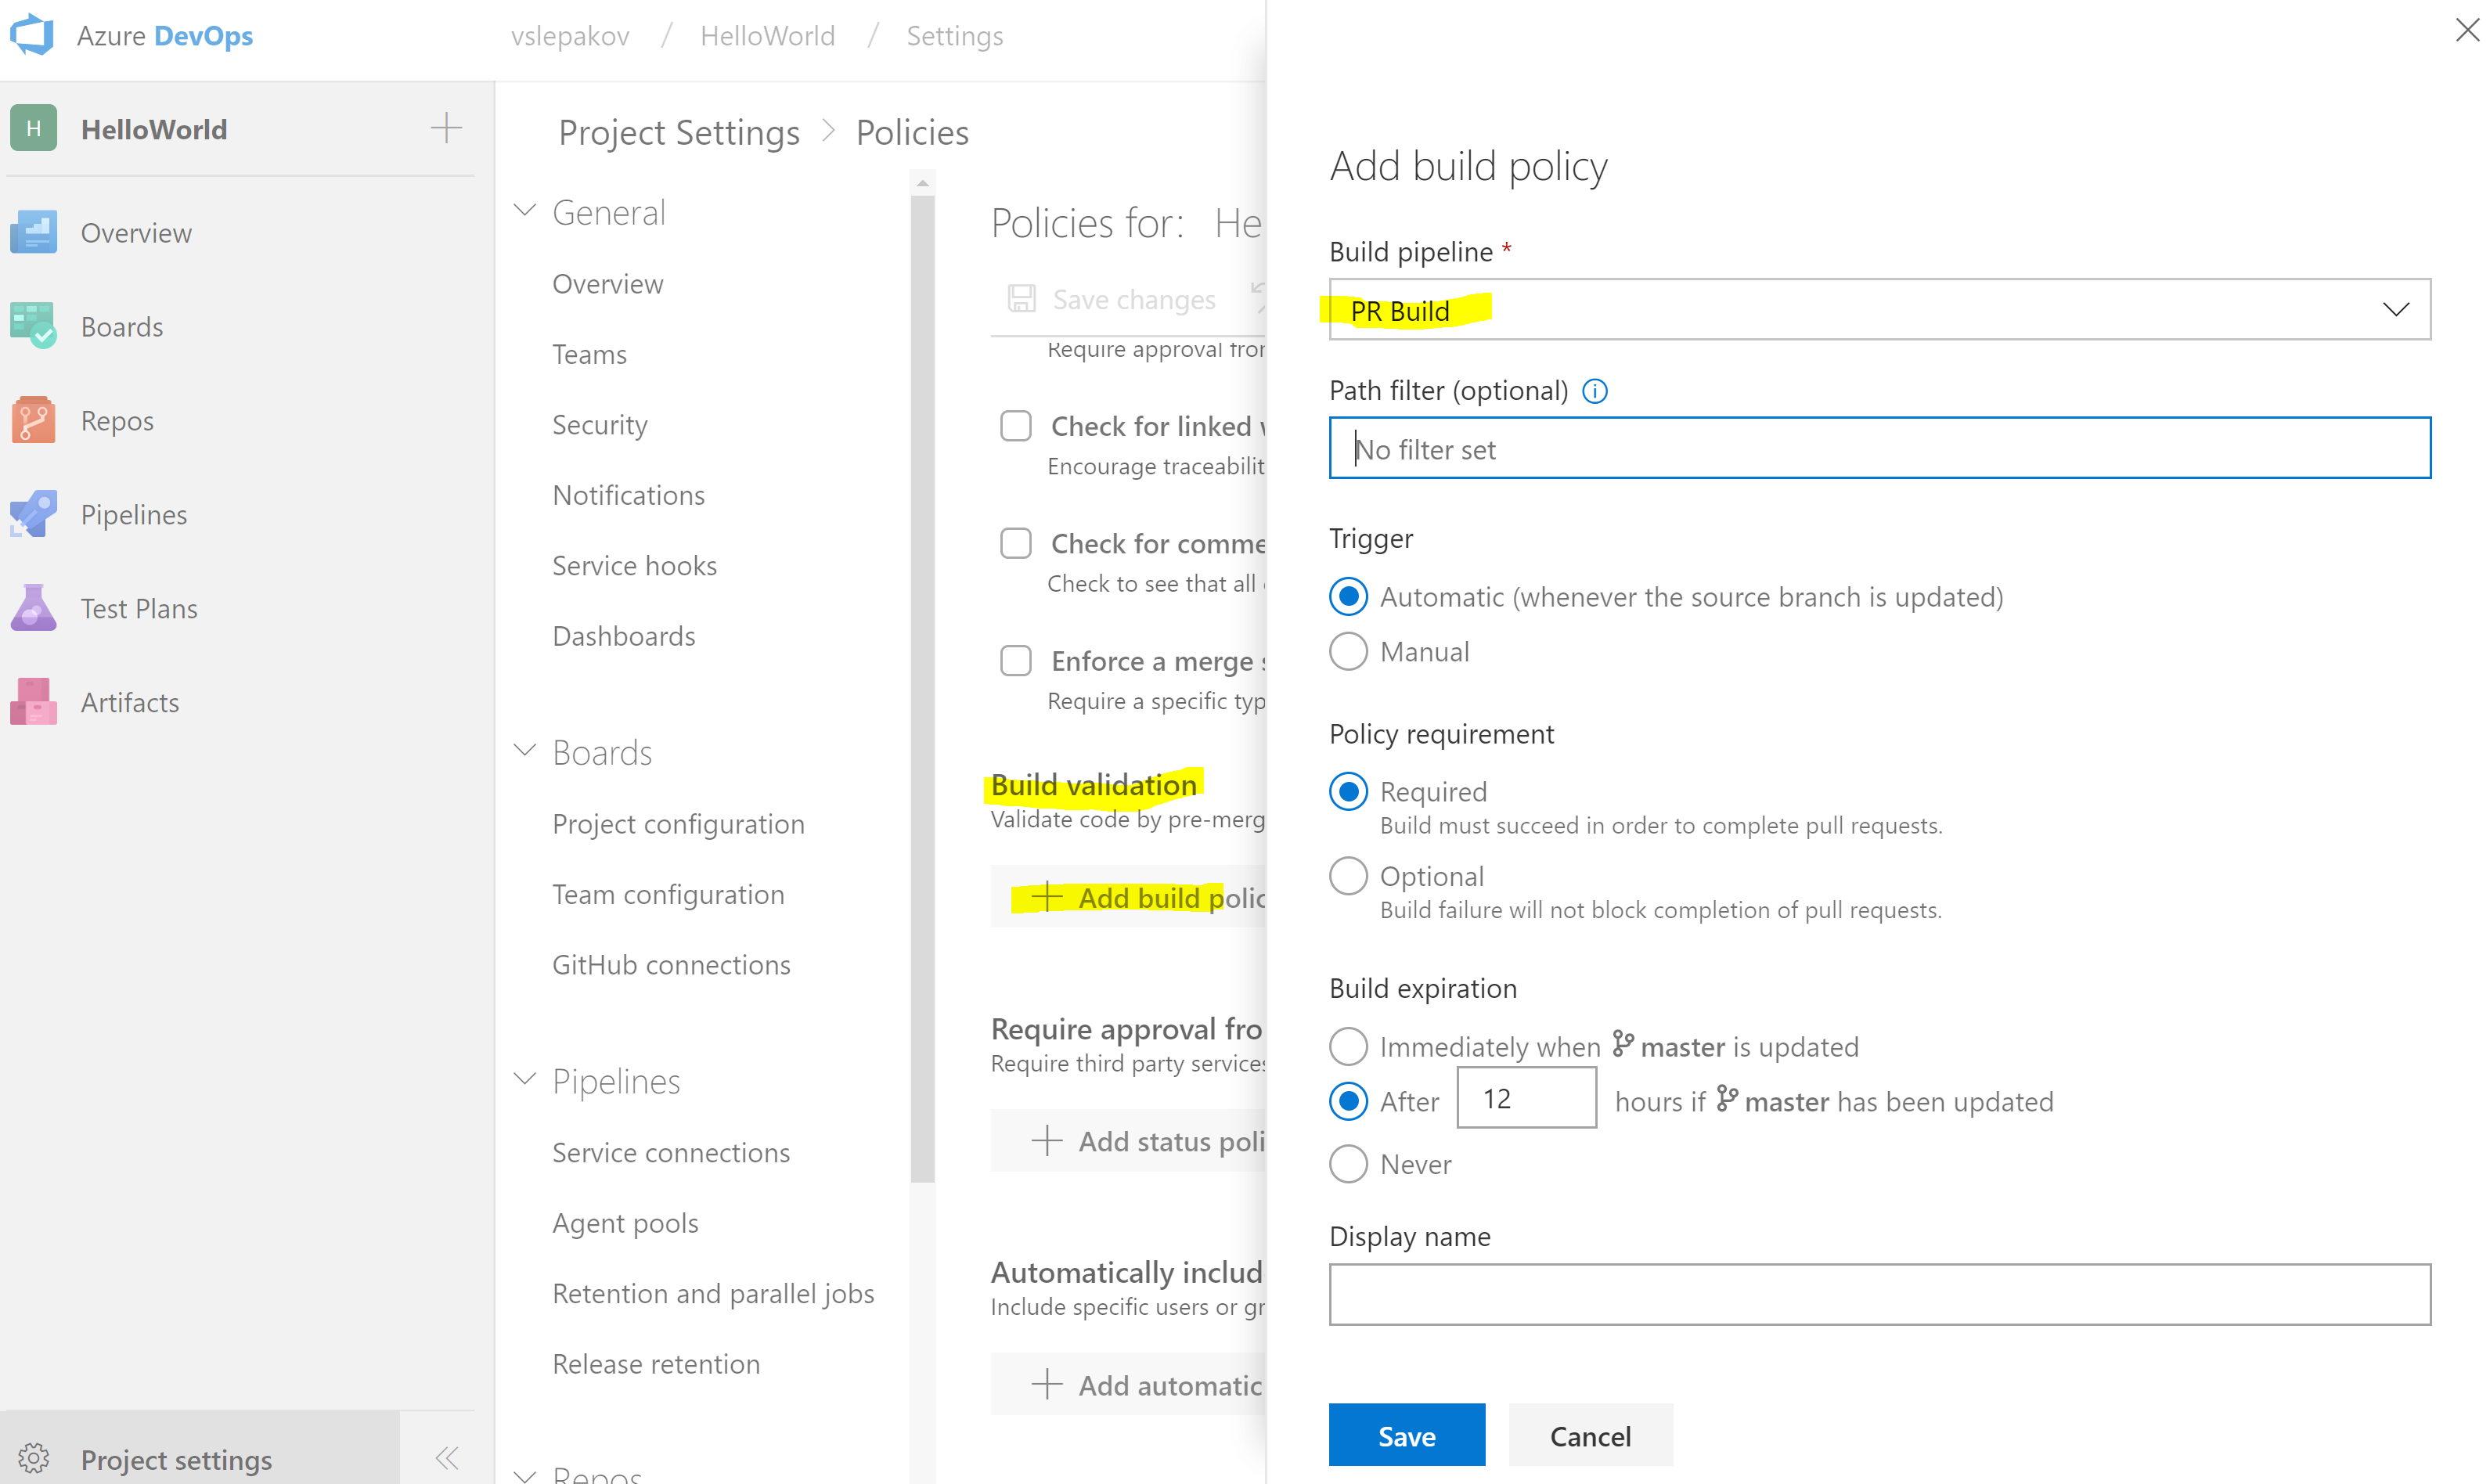 Azure DevOps
vslepakov / HelloWorld / Settings
H HelloWorld
Overview
Boards
Repos
Pipelines
Test Plans
Artifacts
Project settings
Project Settings > Policies
General
Overview
Teams
Security
Notifications
Service hooks
Dashboards
Boards
Project configuration
Team configuration
GitHub connections
Pipelines
Service connections
Agent pools
Retention and parallel jobs
Release retention
Repos
Policies for: He
Save changes
Require approval from
Check for linked
Encourage traceabilit
Check for comme
Check to see that all
Enforce a merge
Require a specific typ
Build validation
Validate code by pre-merg
Add build polic
Require approval fro
Require third party services
Add status poli
Automatically includ
Include specific users or gr
Add automatic
Add build policy
Build pipeline *
PR Build
Path filter (optional)
No filter set
Trigger
Automatic (whenever the source branch is updated)
Manual
Policy requirement
Required
Build must succeed in order to complete pull requests.
Optional
Build failure will not block completion of pull requests.
Build expiration
Immediately when master is updated
After 12 hours if master has been updated
Never
Display name
Save Cancel